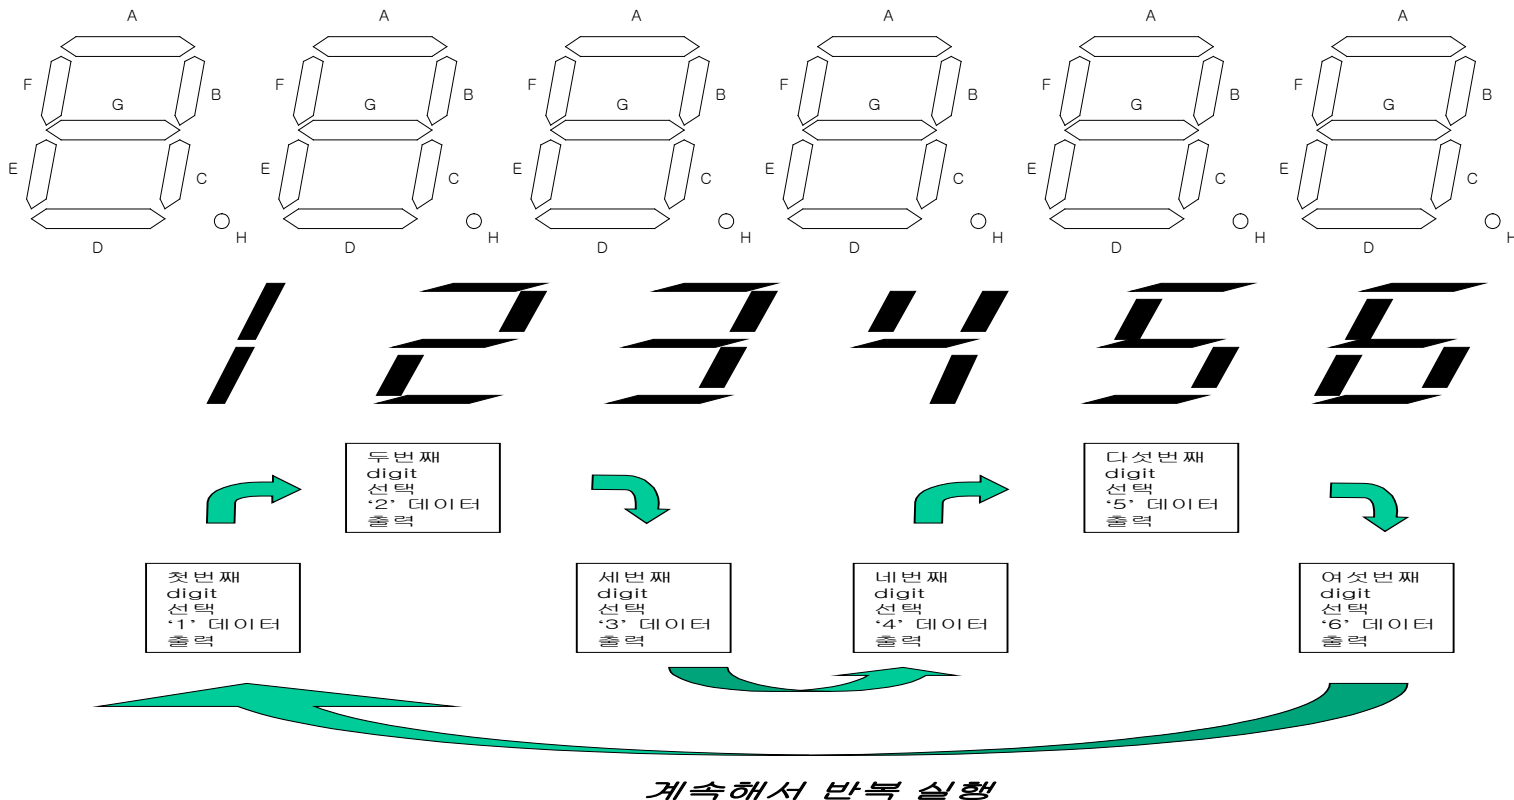 A A A A A A
F B F B F B F B F B F B
G G G G G G
E C E C E C E C E C E C
H H H H H H
D D D D D D
1 2 3 4 5 6
두번째
digit
선택
‘2’ 데이터
출력
다섯번째
digit
선택
‘5’ 데이터
출력
첫번째
digit
선택
‘1’ 데이터
출력
세번째
digit
선택
‘3’ 데이터
출력
네번째
digit
선택
‘4’ 데이터
출력
여섯번째
digit
선택
‘6’ 데이터
출력
계속해서 반복 실행